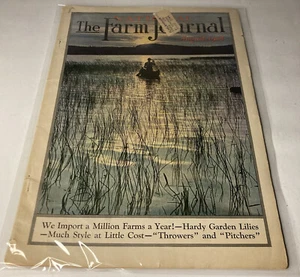 The Farm Journal
We Import a Million Farms a Year!—Hardy Garden Lilies
—Much Style at Little Cost—"Throwers" and "Pitchers"